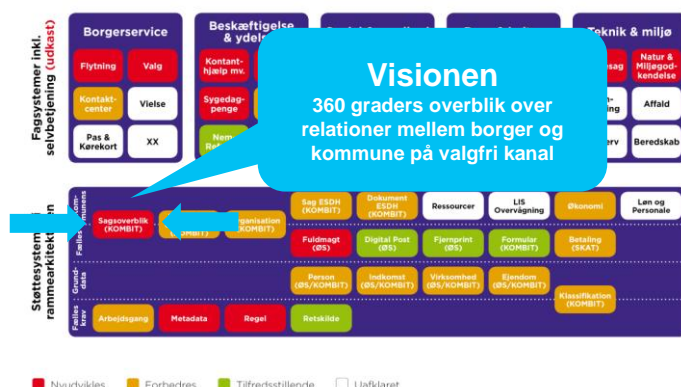 Fagsystemer inkl.
selvbetjening (udkast)
Borgerservice
Beskæftigelse
Teknik & miljø
Flytning
Valg
Kontakt-
center
Vielse
Pas &
Kørekort
XX
Kontant-
hjælp mv.
Sygedag-
penge
Natur &
Miljøgod-
kendelse
Affald
Beredskab
Visionen
360 graders overblik over
relationer mellem borger og
kommune på valgfri kanal
Støttesystemer i
rammearkitekturen
Fælles
Grund-
data
Fælles
krav
Sagsoverblik
(KOMBIT)
(KOMBIT)
(KOMBIT)
Sag ESDH
(KOMBIT)
Dokument
ESDH
(KOMBIT)
Ressourcer
LIS
Overvågning
Økonomi
Løn og
Personale
Fuldmagt
(ØS)
Digital Post
(ØS)
Fjernprint
(ØS)
Formular
(KOMBIT)
Betaling
(SKAT)
Person
(ØS/KOMBIT)
Indkomst
(ØS/KOMBIT)
Virksomhed
(ØS/KOMBIT)
Ejendom
(ØS/KOMBIT)
Klassifikation
(KOMBIT)
Arbejdsgang
Metadata
Regel
Retskilde
Nyudvikles
Forbedres
Tilfredsstillende
Uafklaret